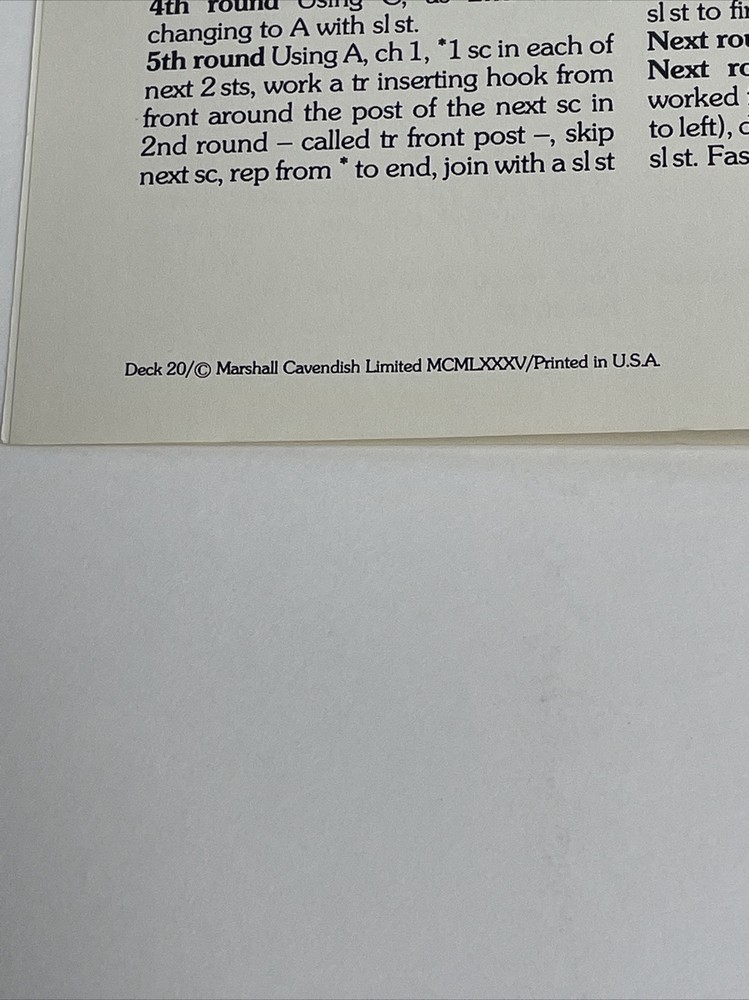 4th round Using C,
changing to A with sl st.
5th round Using A, ch 1, *1 sc in each of
next 2 sts, work a tr inserting hook from
front around the post of the next sc in
2nd round – called tr front post –, skip
next sc, rep from * to end, join with a sl st
sl st to
Next
Next
worked
to left),
sl st. Fas
Deck 20/© Marshall Cavendish Limited MCMLXXXV/Printed in U.S.A.